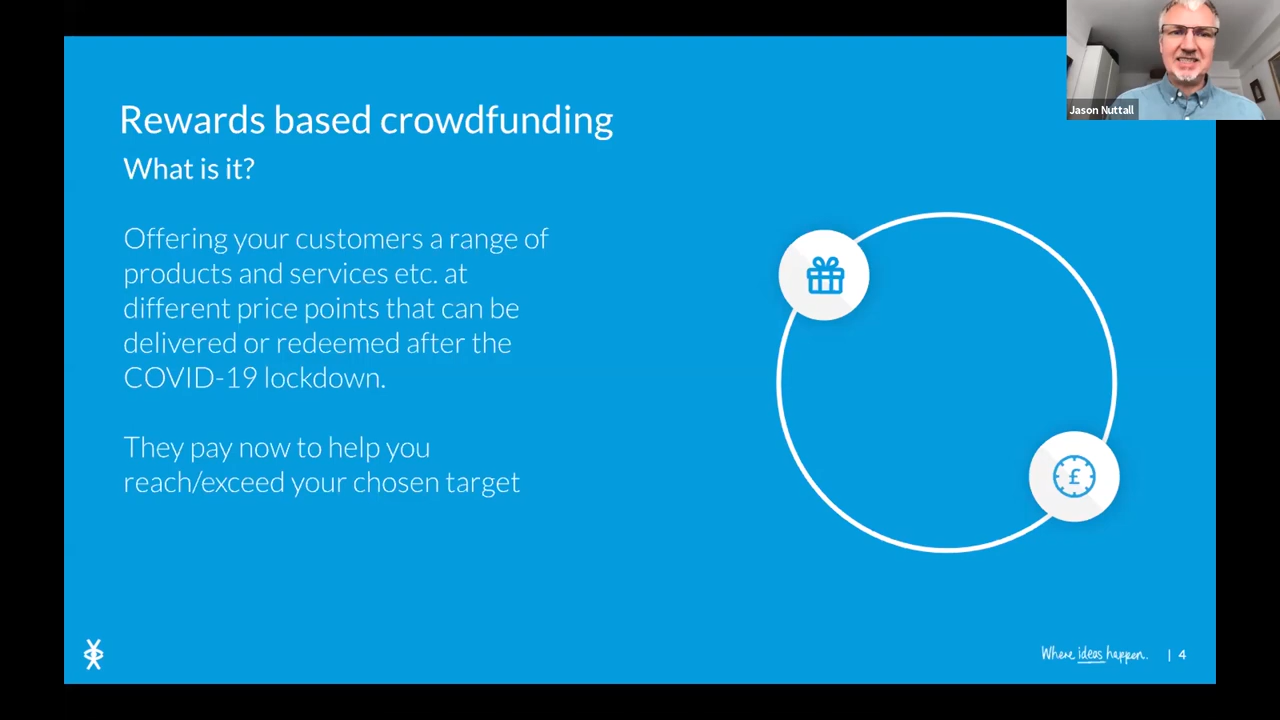 Jason Nuttall
Rewards based crowdfunding
What is it?
Offering your customers a range of
products and services etc. at
different price points that can be
delivered or redeemed after the
COVID-19 lockdown.
They pay now to help you
reach/exceed your chosen target
£
Where ideas happen.
| 4